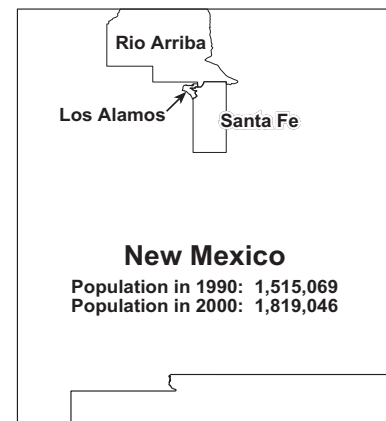 Rio Arriba
Los Alamos
Santa Fe
New Mexico
Population in 1990: 1,515,069
Population in 2000: 1,819,046